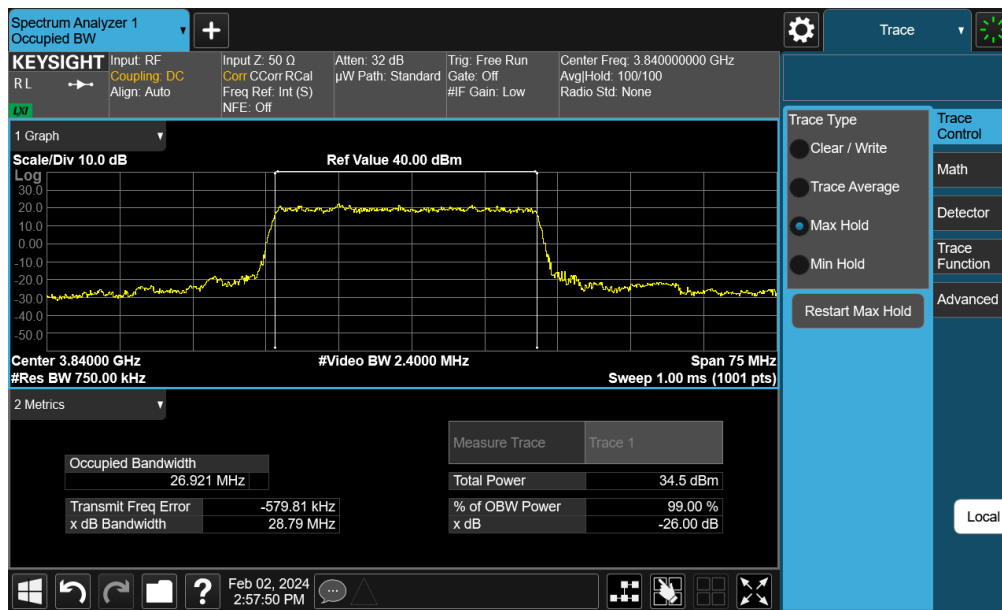 Spectrum Analyzer 1
Occupied BW
Trace
KEYSIGHT
R L
LXI
Input: RF
Coupling: DC
Align: Auto
Input Z: 50 Ω
Corr CCorr RCal
Freq Ref: Int (S)
NFE: Off
Atten: 32 dB
µW Path: Standard
Trig: Free Run
Gate: Off
#IF Gain: Low
Center Freq: 3.840000000 GHz
Avg|Hold: 100/100
Radio Std: None
1 Graph
Scale/Div 10.0 dB
Ref Value 40.00 dBm
Log
30.0
20.0
10.0
0.00
-10.0
-20.0
-30.0
-40.0
-50.0
Center 3.84000 GHz
#Video BW 2.4000 MHz
Span 75 MHz
#Res BW 750.00 kHz
Sweep 1.00 ms (1001 pts)
2 Metrics
Measure Trace
Trace 1
Occupied Bandwidth
26.921 MHz
Total Power
34.5 dBm
Transmit Freq Error
-579.81 kHz
% of OBW Power
99.00 %
x dB Bandwidth
28.79 MHz
x dB
-26.00 dB
Trace Type
Clear / Write
Trace Average
Max Hold
Min Hold
Restart Max Hold
Trace
Control
Math
Detector
Trace
Function
Advanced
Local
?
Feb 02, 2024
2:57:50 PM